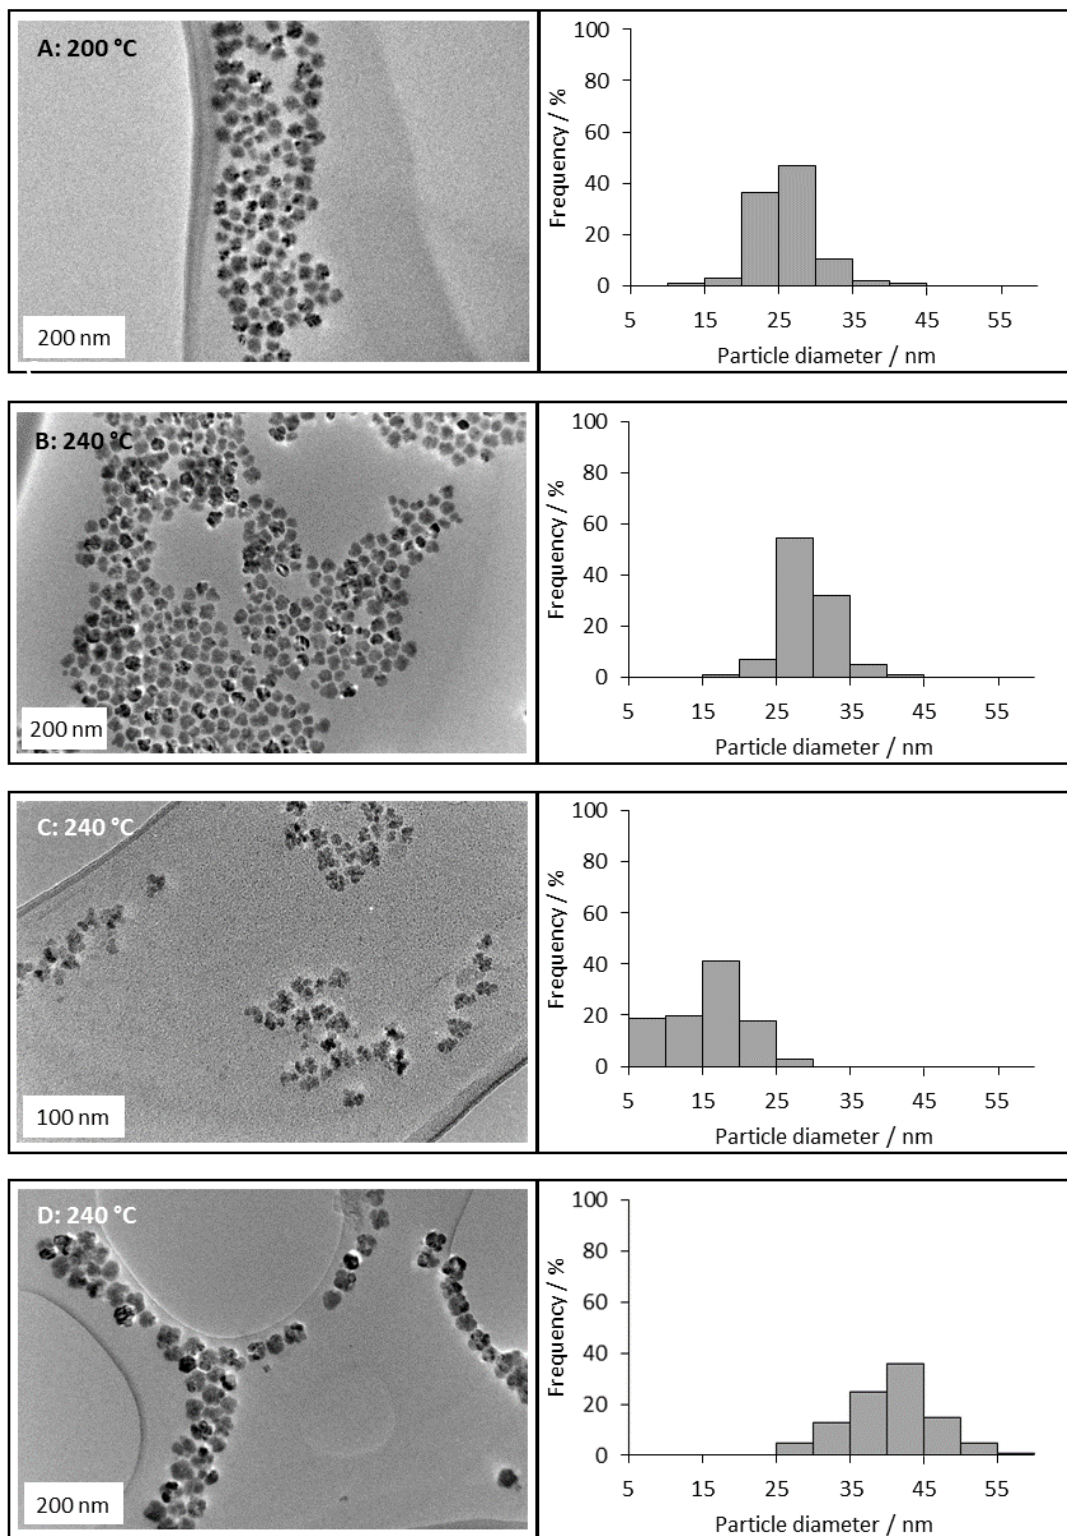 A: 200 °C
200 nm
100
80
60
40
20
0
Frequency / %
5 15 25 35 45 55
Particle diameter / nm
B: 240 °C
200 nm
100
80
60
40
20
0
Frequency / %
5 15 25 35 45 55
Particle diameter / nm
C: 240 °C
100 nm
100
80
60
40
20
0
Frequency / %
5 15 25 35 45 55
Particle diameter / nm
D: 240 °C
200 nm
100
80
60
40
20
0
Frequency / %
5 15 25 35 45 55
Particle diameter / nm